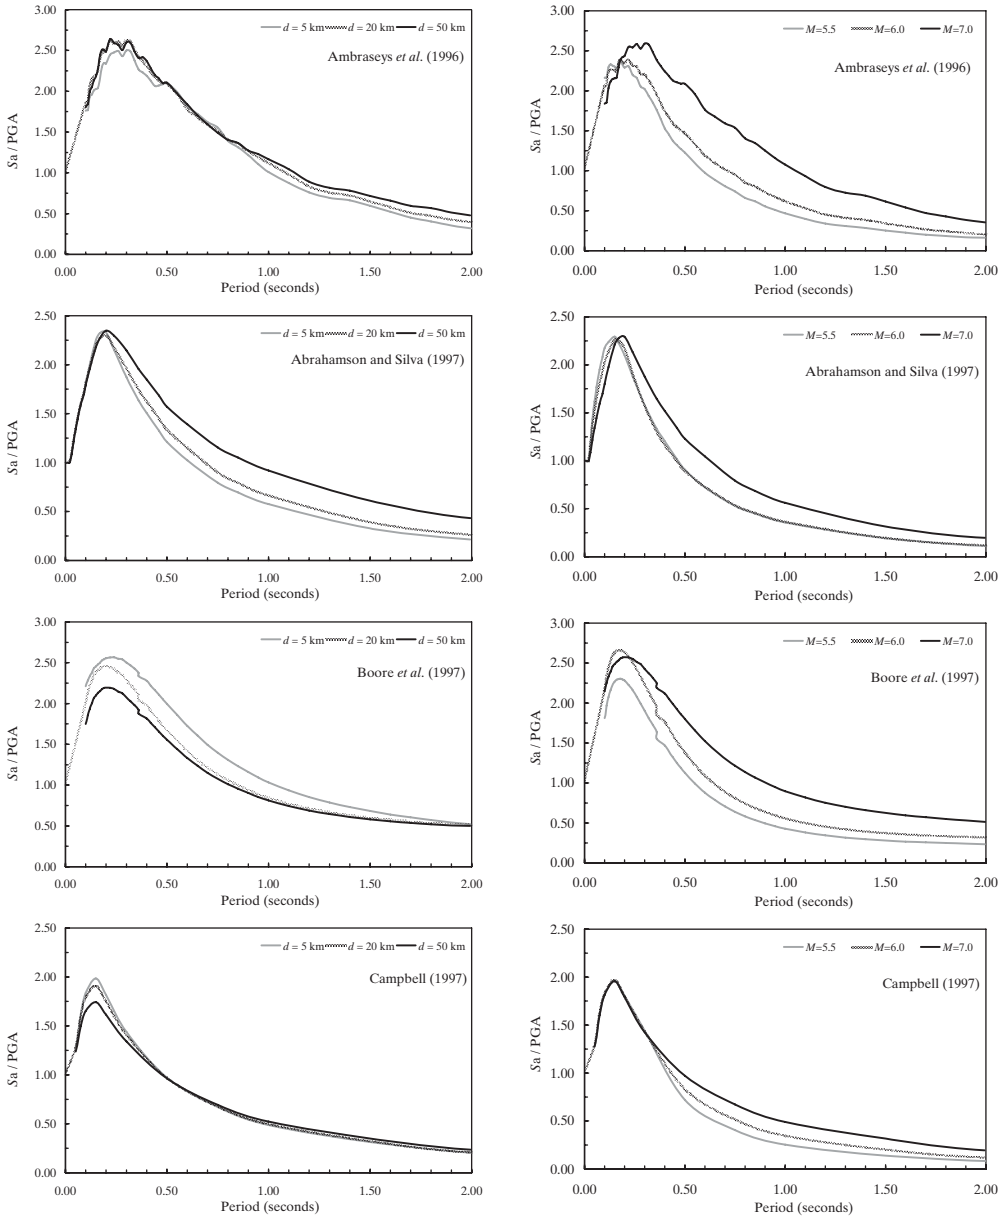 3.00
2.50
2.00
1.50
1.00
0.50
0.00
Sa / PGA
d = 5 km d = 20 km d = 50 km
Ambraseys et al. (1996)
0.00 0.50 1.00 1.50 2.00
Period (seconds)
3.00
2.50
2.00
1.50
1.00
0.50
0.00
Sa / PGA
M=5.5 M=6.0 M=7.0
Ambraseys et al. (1996)
0.00 0.50 1.00 1.50 2.00
Period (seconds)
2.50
2.00
1.50
1.00
0.50
0.00
Sa / PGA
d = 5 km d = 20 km d = 50 km
Abrahamson and Silva (1997)
0.00 0.50 1.00 1.50 2.00
Period (seconds)
2.50
2.00
1.50
1.00
0.50
0.00
Sa / PGA
M=5.5 M=6.0 M=7.0
Abrahamson and Silva (1997)
0.00 0.50 1.00 1.50 2.00
Period (seconds)
3.00
2.50
2.00
1.50
1.00
0.50
0.00
Sa / PGA
d = 5 km d = 20 km d = 50 km
Boore et al. (1997)
0.00 0.50 1.00 1.50 2.00
Period (seconds)
3.00
2.50
2.00
1.50
1.00
0.50
0.00
Sa / PGA
M=5.5 M=6.0 M=7.0
Boore et al. (1997)
0.00 0.50 1.00 1.50 2.00
Period (seconds)
2.50
2.00
1.50
1.00
0.50
0.00
Sa / PGA
d = 5 km d = 20 km d = 50 km
Campbell (1997)
0.00 0.50 1.00 1.50 2.00
Period (seconds)
2.50
2.00
1.50
1.00
0.50
0.00
Sa / PGA
M=5.5 M=6.0 M=7.0
Campbell (1997)
0.00 0.50 1.00 1.50 2.00
Period (seconds)